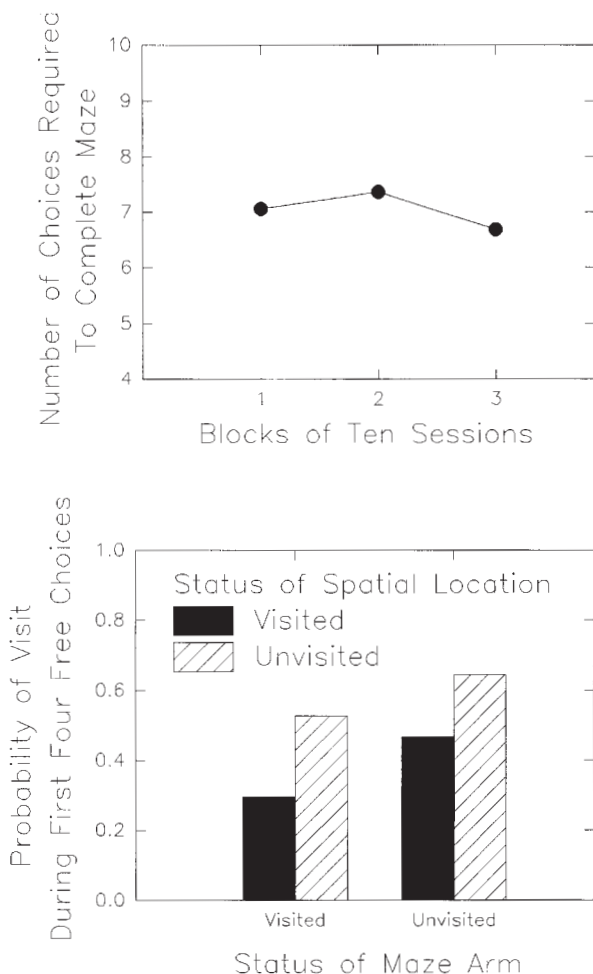 Number of Choices Required
To Complete Maze
10
9
8
7
6
5
4
1 2 3
Blocks of Ten Sessions
Probability of Visit
During First Four Free Choices
1.0
0.8
0.6
0.4
0.2
0.0
Status of Spatial Location
Visited
Unvisited
Visited Unvisited
Status of Maze Arm